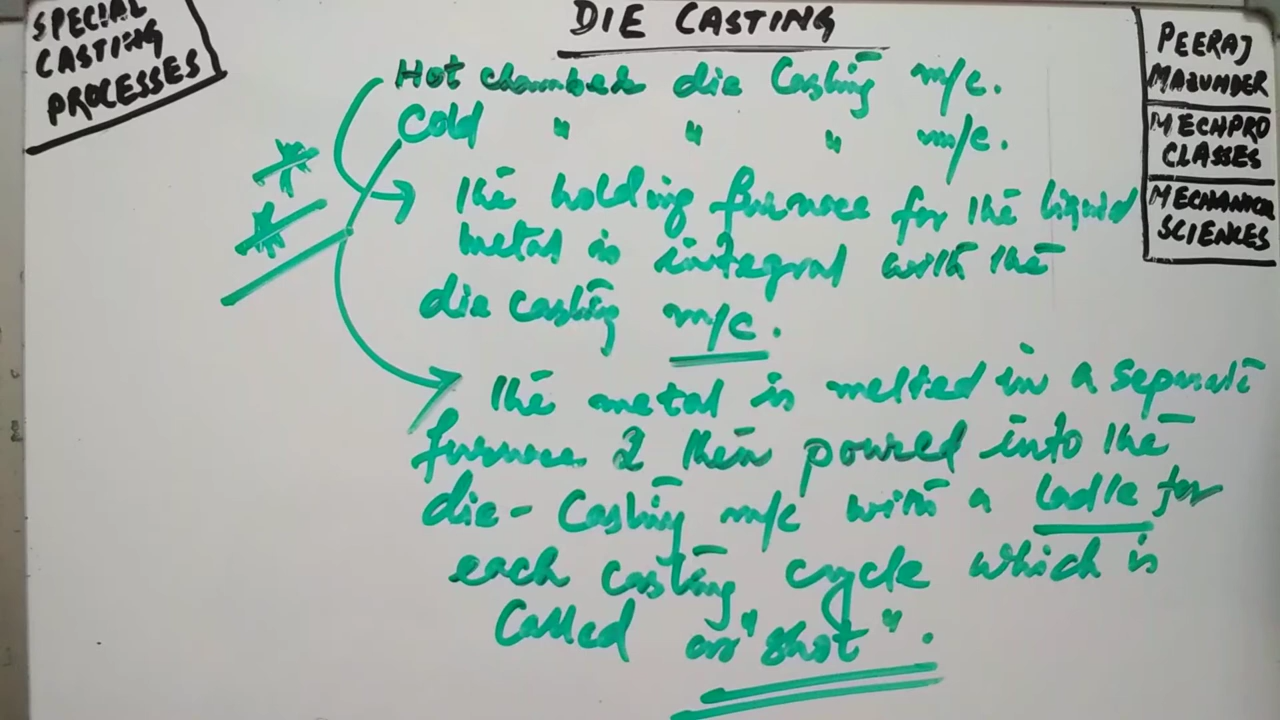 SPECIAL
CASTING
PROCESSES
DIE CASTING
PEERAJ
MAZUMDER
MECHPRO
CLASSES
MECHANICAL
SCIENCES
Hot chamber die Casting m/c.
Cold " " " m/c.
The holding furnace for the liquid
metal is integral with the
die casting m/c.
The metal is melted in a separate
furnace & then poured into the
die-Casting m/c with a ladle for
each casting cycle which is
Called as "shot".